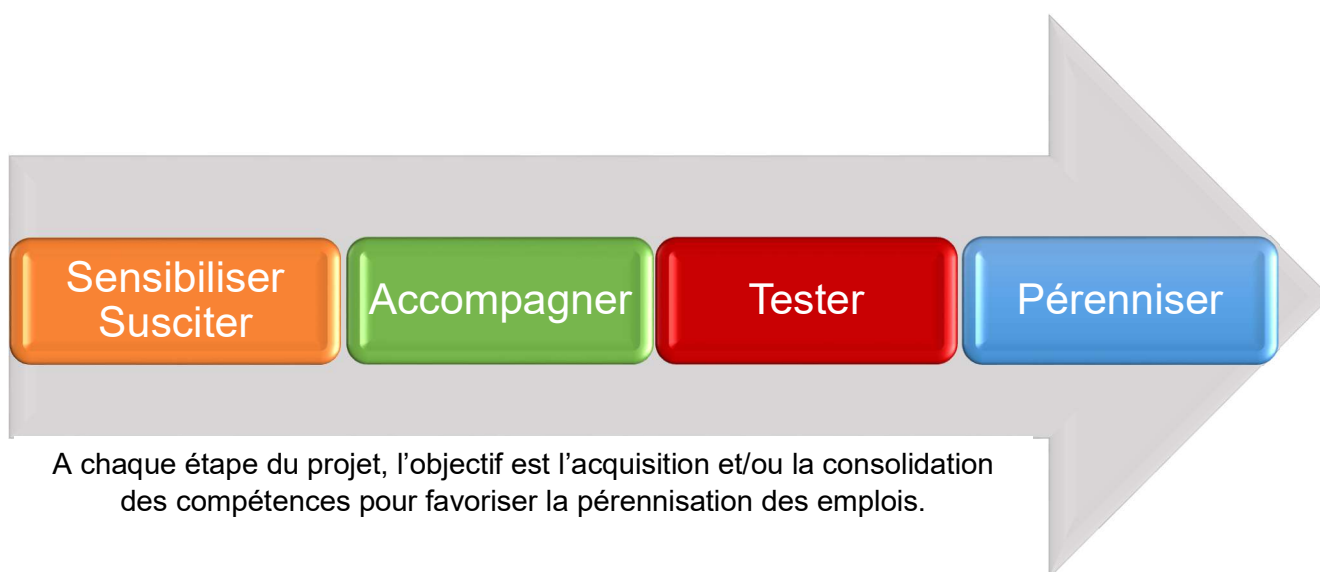 Sensibiliser
Susciter
Accompagner
Tester
Pérenniser
A chaque étape du projet, l’objectif est l’acquisition et/ou la consolidation
des compétences pour favoriser la pérennisation des emplois.